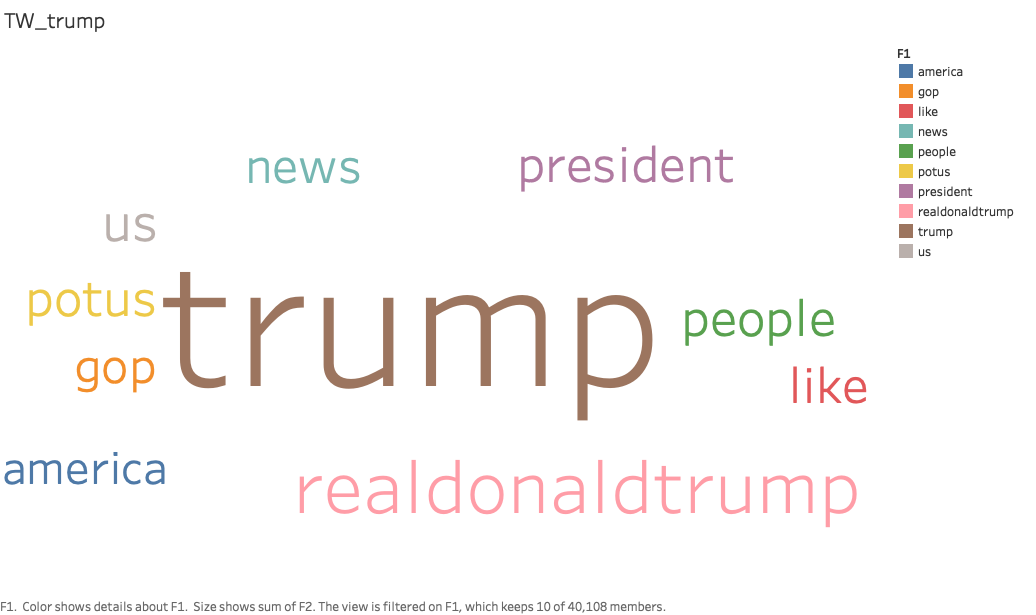 TW_trump
news
president
us
potus
trump
people
gop
like
america
realdonaldtrump
F1
america
gop
like
news
people
potus
president
realdonaldtrump
trump
us
F1.  Color shows details about F1.  Size shows sum of F2. The view is filtered on F1, which keeps 10 of 40,108 members.